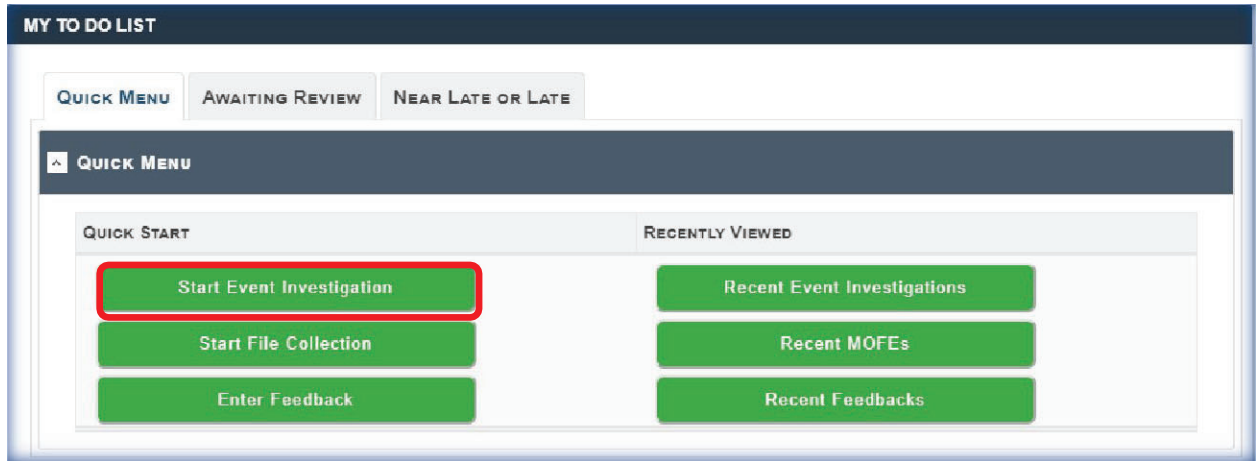 MY TO DO LIST
QUICK MENU AWAITING REVIEW NEAR LATE OR LATE
QUICK MENU
QUICK START RECENTLY VIEWED
Start Event Investigation Recent Event Investigations
Start File Collection Recent MOFEs
Enter Feedback Recent Feedbacks